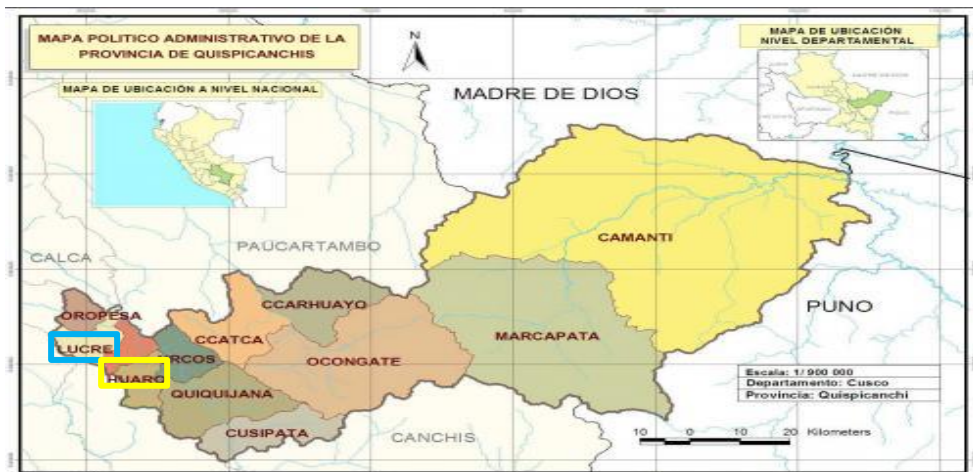 MAPA POLITICO ADMINISTRATIVO DE LA
PROVINCIA DE QUISPICANCHIS
N
MAPA DE UBICACIÓN
NIVEL DEPARTAMENTAL
MAPA DE UBICACIÓN A NIVEL NACIONAL
MADRE DE DIOS
CAMANTI
PAUCARTAMBO
CALCA
CCARHUAYO
PUNO
OROPESA
MARCAPATA
CCATCA
LUCRE
RCOS
OCONGATE
HUARO
QUIQUIJANA
Escala: 1/ 900 000
Departamento: Cusco
Provincia: Quispicanchi
CUSIPATA
CANCHIS
10 0 10 20 Kilometers